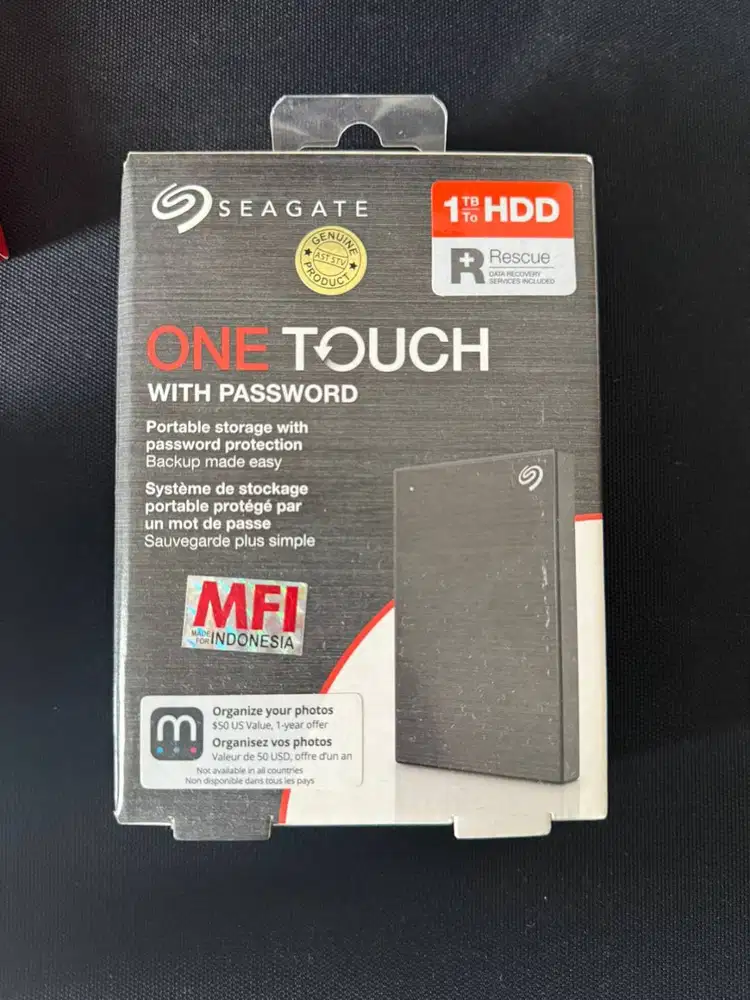 SEAGATE
GENUINE
AST STV
PRODUCT
1 TB To HDD
Rescue
DATA RECOVERY
SERVICES INCLUDED
ONE TOUCH
WITH PASSWORD
Portable storage with
password protection
Backup made easy
Système de stockage
portable protégé par
un mot de passe
Sauvegarde plus simple
MFI
MADE FOR INDONESIA
Organize your photos
$50 US Value, 1-year offer
Organisez vos photos
Valeur de 50 USD, offre d'un an
Not available in all countries
Non disponible dans tous les pays